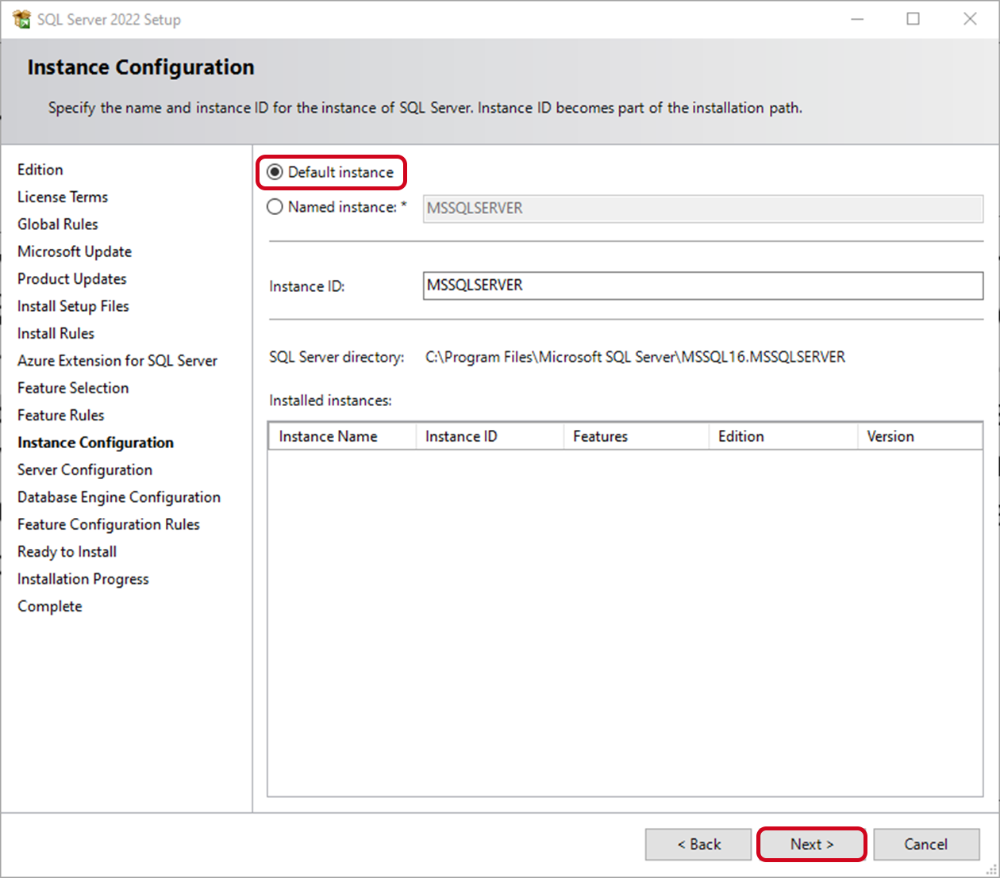 SQL Server 2022 Setup
Instance Configuration
Specify the name and instance ID for the instance of SQL Server. Instance ID becomes part of the installation path.
Edition
License Terms
Global Rules
Microsoft Update
Product Updates
Install Setup Files
Install Rules
Azure Extension for SQL Server
Feature Selection
Feature Rules
Instance Configuration
Server Configuration
Database Engine Configuration
Feature Configuration Rules
Ready to Install
Installation Progress
Complete
Default instance
Named instance: * MSSQLSERVER
Instance ID: MSSQLSERVER
SQL Server directory: C:\Program Files\Microsoft SQL Server\MSSQL16.MSSQLSERVER
Installed instances:
Instance Name Instance ID Features Edition Version
< Back Next > Cancel